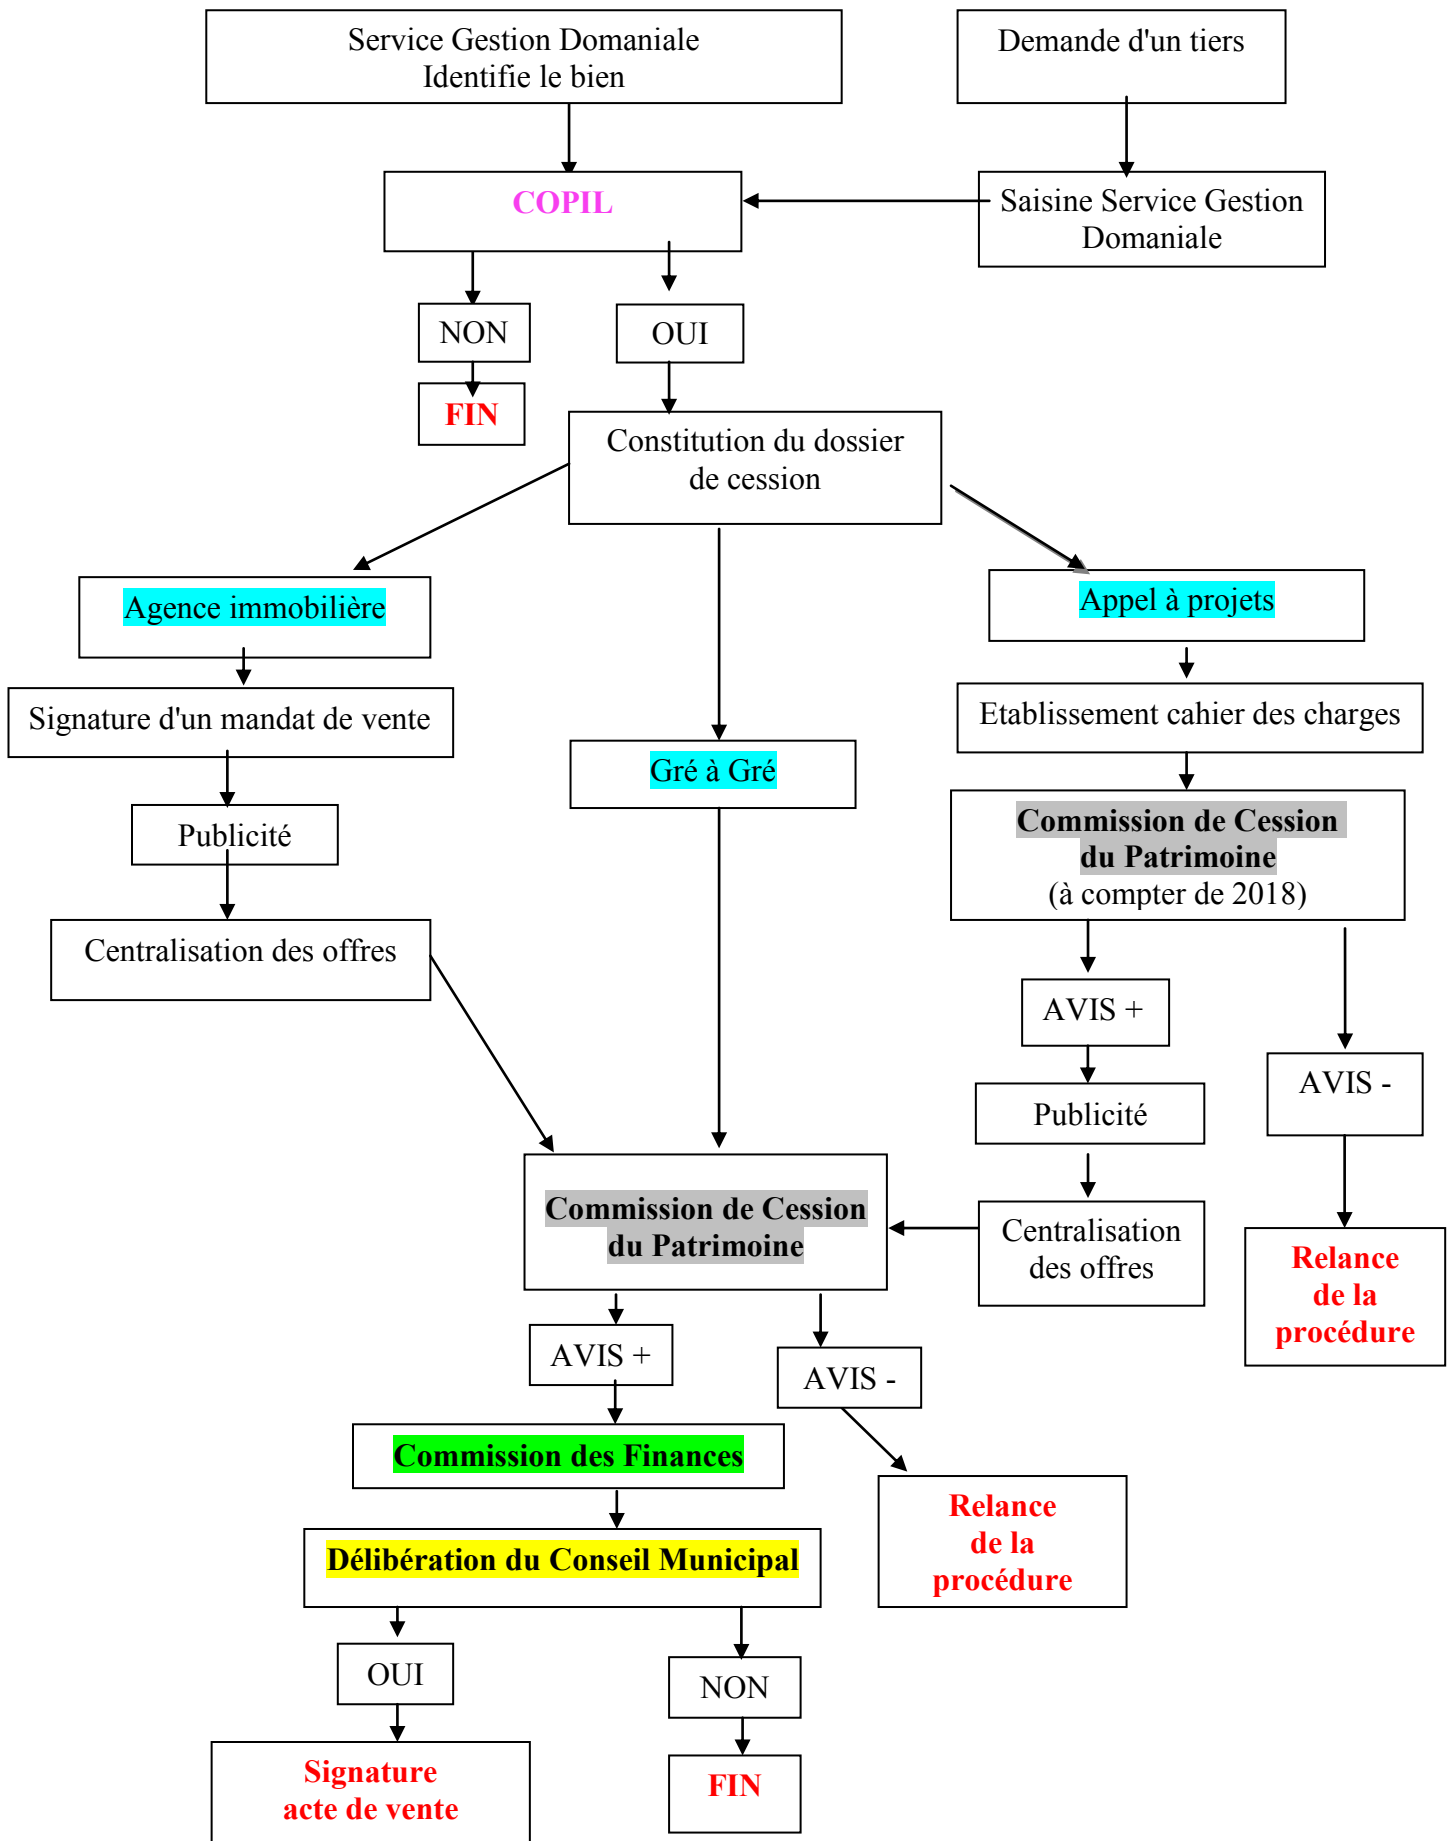 Service Gestion Domaniale
Identifie le bien
Demande d'un tiers
COPIL
Saisine Service Gestion
Domaniale
NON
OUI
FIN
Constitution du dossier
de cession
Agence immobilière
Appel à projets
Signature d'un mandat de vente
Etablissement cahier des charges
Gré à Gré
Publicité
Commission de Cession
du Patrimoine
(à compter de 2018)
Centralisation des offres
AVIS +
AVIS -
Publicité
Commission de Cession
du Patrimoine
Centralisation
des offres
Relance
de la
procédure
AVIS +
AVIS -
Commission des Finances
Relance
de la
procédure
Délibération du Conseil Municipal
OUI
NON
Signature
acte de vente
FIN